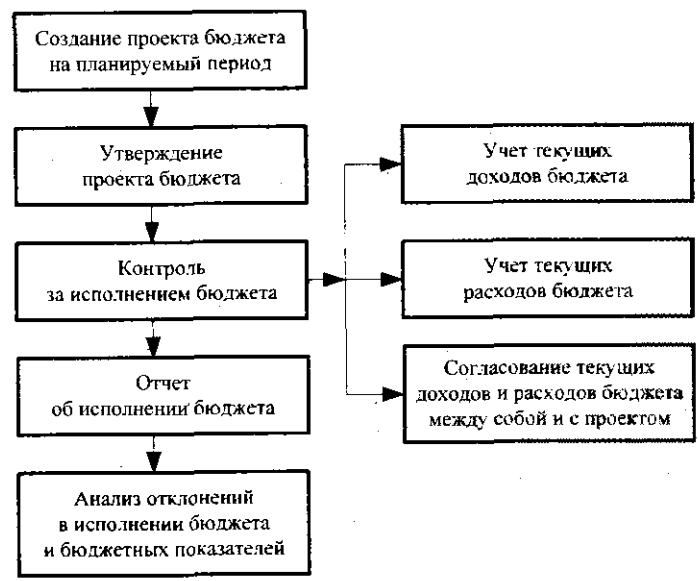 Создание проекта бюджета
на планируемый период
Утверждение
проекта бюджета
Контроль
за исполнением бюджета
Отчет
об исполнении бюджета
Анализ отклонений
в исполнении бюджета
и бюджетных показателей
Учет текущих
доходов бюджета
Учет текущих
расходов бюджета
Согласование текущих
доходов и расходов бюджета
между собой и с проектом